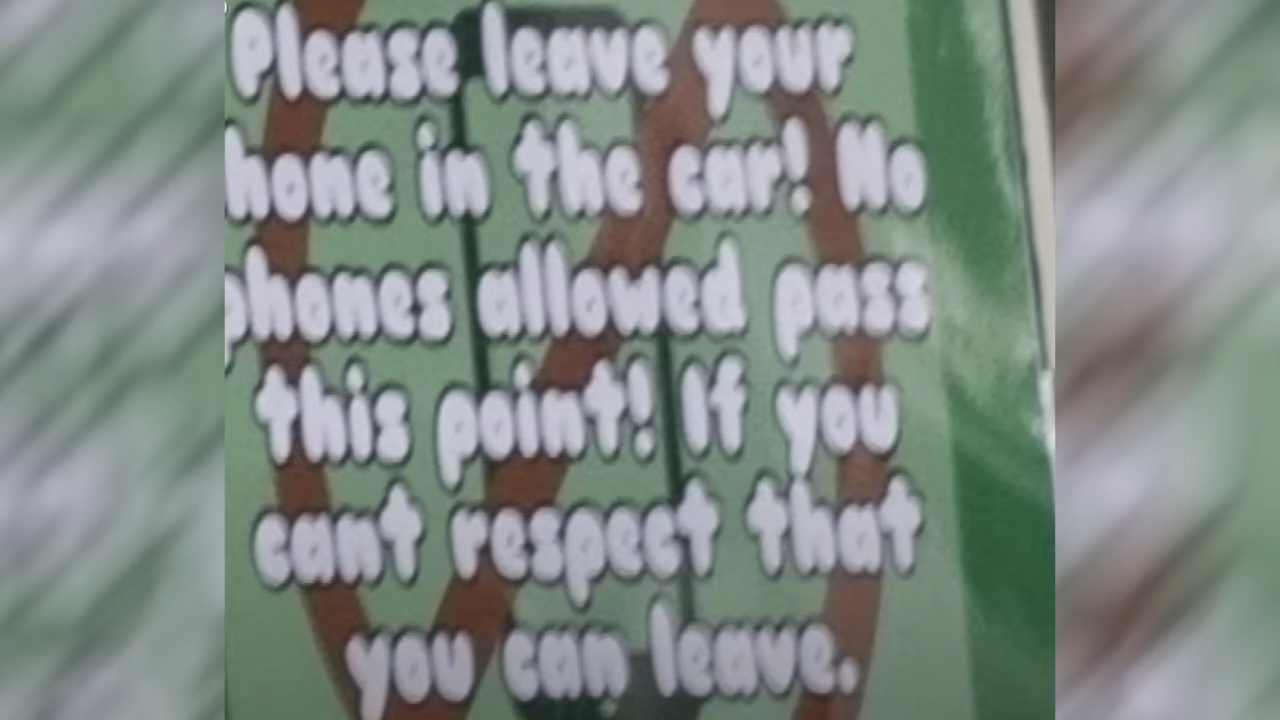 Please leave your
hone in the car! No
phones allowed pass
this point! If you
cant respect that
you can leave.